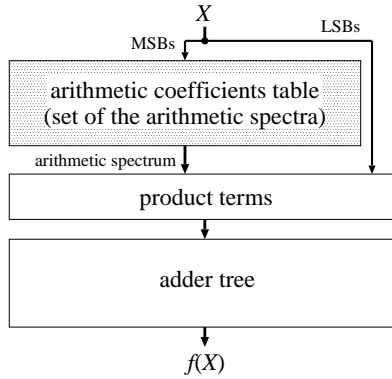 X
MSBs
LSBs
arithmetic coefficients table
(set of the arithmetic spectra)
arithmetic spectrum
product terms
adder tree
f(X)